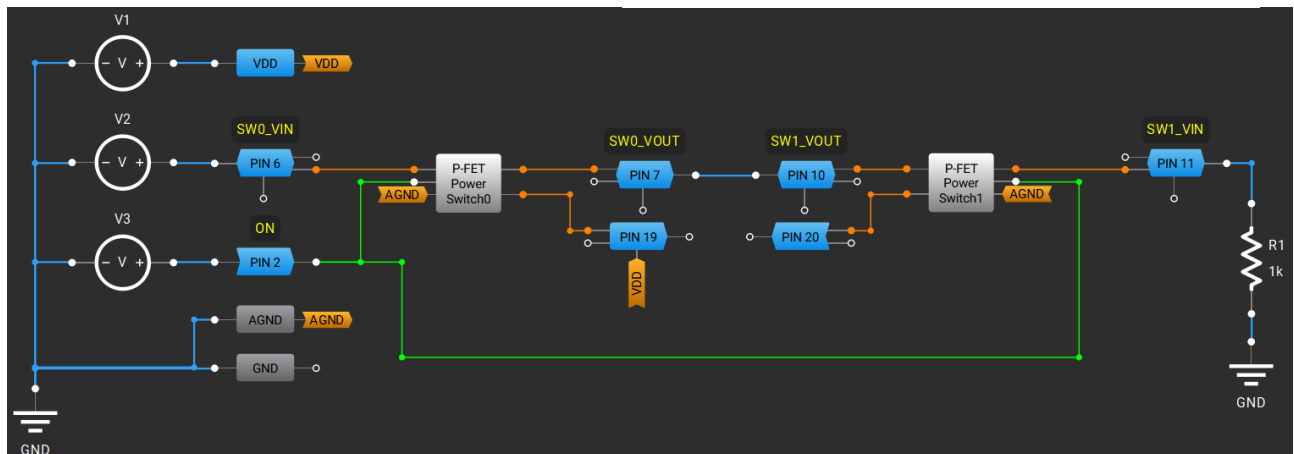 V1
- V +
VDD
VDD
V2
- V +
SW0_VIN
PIN 6
P-FET
Power
Switch0
AGND
SW0_VOUT
PIN 7
SW1_VOUT
PIN 10
P-FET
Power
Switch1
AGND
SW1_VIN
PIN 11
V3
- V +
ON
PIN 2
PIN 19
VDD
PIN 20
R1
1k
AGND
AGND
GND
GND
GND